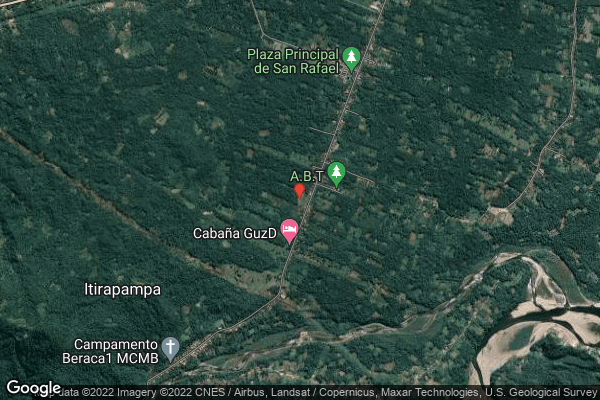 Plaza Principal
de San Rafael
A.B.T
Cabaña GuzD
Itirapampa
Campamento
Beraca1 MCMB
Google
data ©2022 Imagery ©2022 CNES / Airbus, Landsat / Copernicus, Maxar Technologies, U.S. Geological Survey